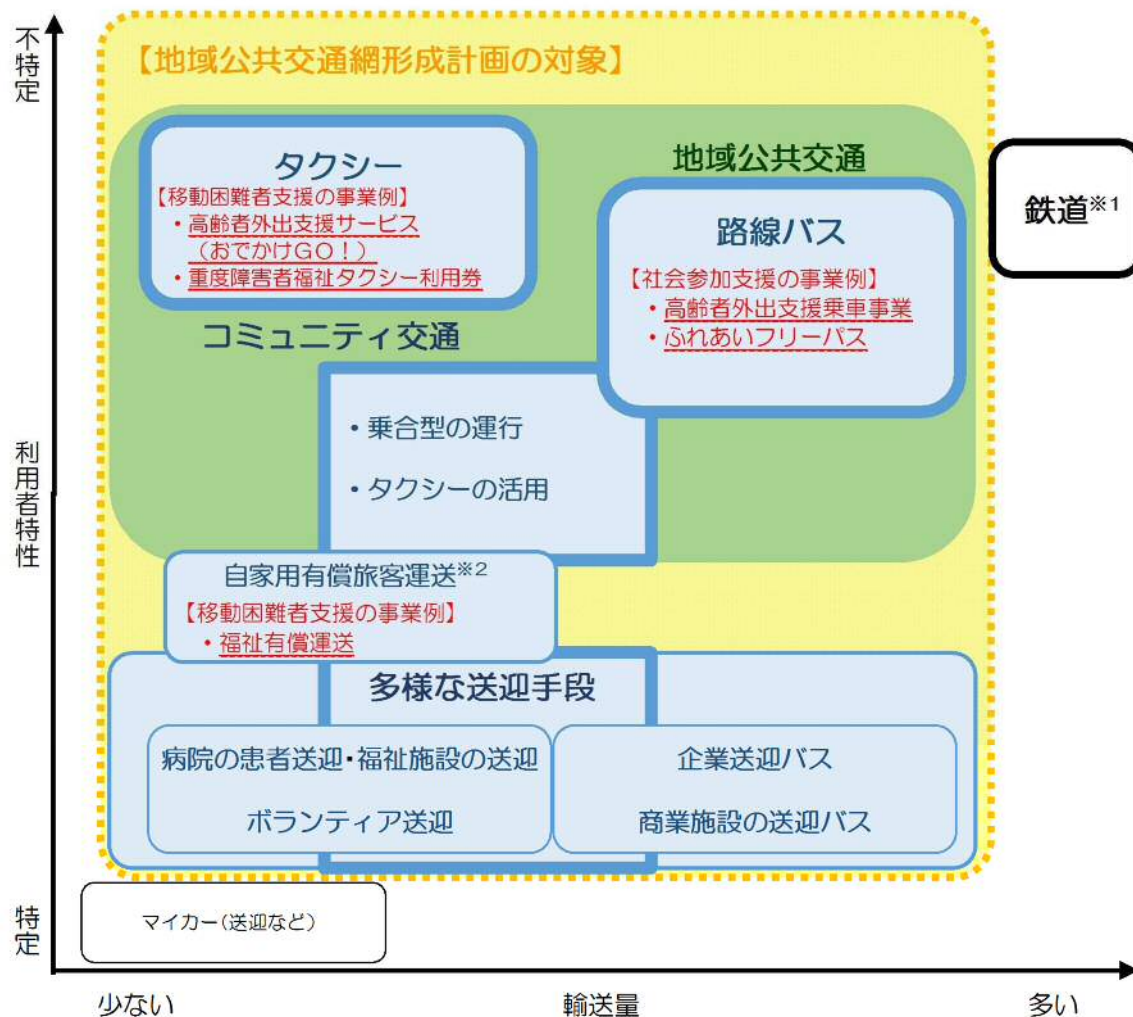 不特定
【地域公共交通網形成計画の対象】
タクシー
【移動困難者支援の事業例】
・高齢者外出支援サービス
（おでかけGO！）
・重度障害者福祉タクシー利用券
地域公共交通
路線バス
【社会参加支援の事業例】
・高齢者外出支援乗車事業
・ふれあいフリーパス
鉄道※1
コミュニティ交通
・乗合型の運行
・タクシーの活用
利用者特性
自家用有償旅客運送※2
【移動困難者支援の事業例】
・福祉有償運送
多様な送迎手段
病院の患者送迎・福祉施設の送迎
ボランティア送迎
企業送迎バス
商業施設の送迎バス
特定
マイカー（送迎など）
少ない
輸送量
多い